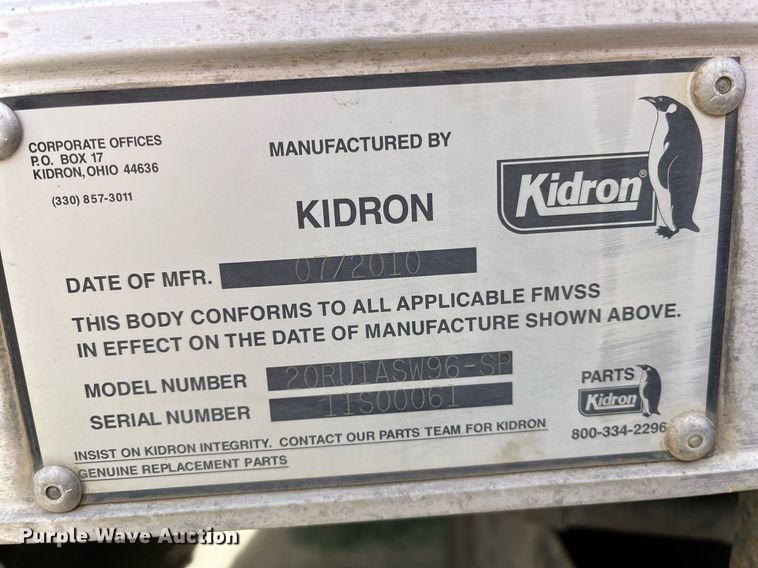 CORPORATE OFFICES
P.O. BOX 17
KIDRON, OHIO 44636
(330) 857-3011
MANUFACTURED BY
KIDRON
Kidron®
DATE OF MFR. 07/2010
THIS BODY CONFORMS TO ALL APPLICABLE FMVSS
IN EFFECT ON THE DATE OF MANUFACTURE SHOWN ABOVE.
MODEL NUMBER 20RUIASW96-SP
SERIAL NUMBER 11S00061
PARTS
Kidron
800-334-2296
INSIST ON KIDRON INTEGRITY. CONTACT OUR PARTS TEAM FOR KIDRON
GENUINE REPLACEMENT PARTS
Purple Wave Auction